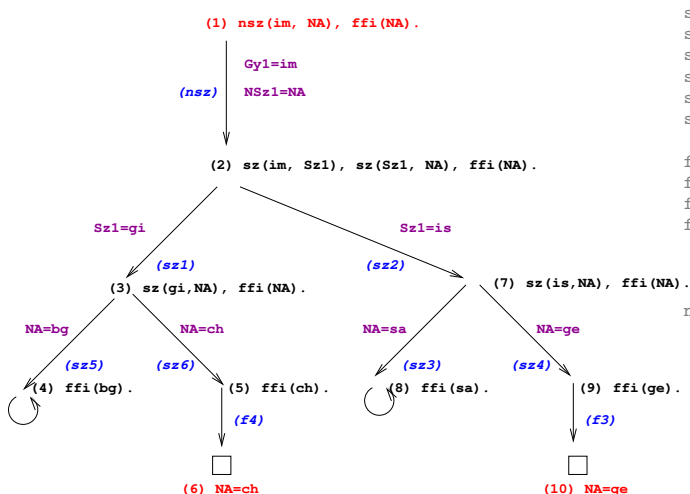 (1) nsz(im, NA), ffi(NA).
Gy1=im
(nsz) NSz1=NA
(2) sz(im, Sz1), sz(Sz1, NA), ffi(NA).
Sz1=gi Sz1=is
(sz1) (sz2)
(3) sz(gi,NA), ffi(NA). (7) sz(is,NA), ffi(NA).
NA=bg NA=ch NA=sa NA=ge
(sz5) (sz6) (sz3) (sz4)
(4) ffi(bg). (5) ffi(ch). (8) ffi(sa). (9) ffi(ge).
(f4) (f3)
(6) NA=ch (10) NA=ge
s
s
s
s
s
s
f
f
f
f
n